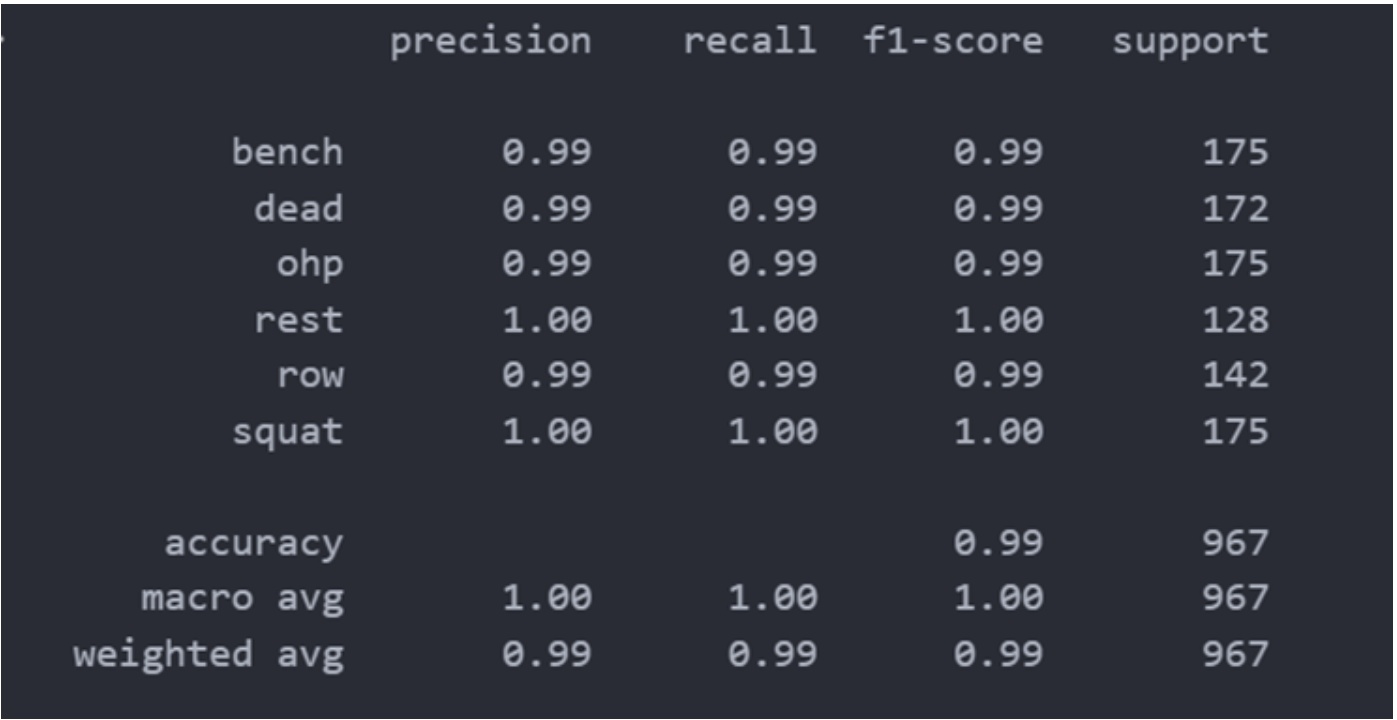 precision recall f1-score support
bench 0.99 0.99 0.99 175
dead 0.99 0.99 0.99 172
ohp 0.99 0.99 0.99 175
rest 1.00 1.00 1.00 128
row 0.99 0.99 0.99 142
squat 1.00 1.00 1.00 175
accuracy 0.99 967
macro avg 1.00 1.00 1.00 967
weighted avg 0.99 0.99 0.99 967